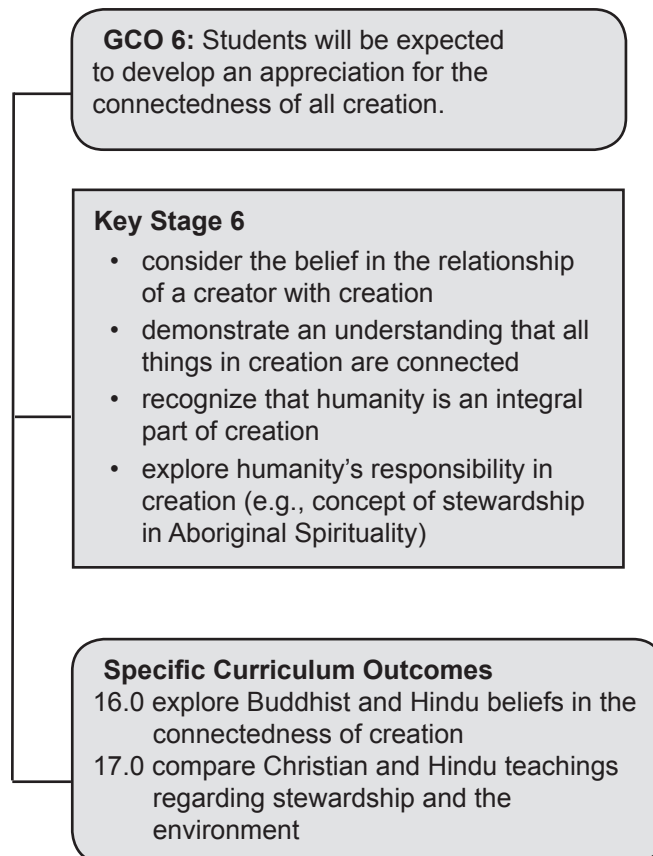 GCO 6: Students will be expected
to develop an appreciation for the
connectedness of all creation.
Key Stage 6
• consider the belief in the relationship
of a creator with creation
• demonstrate an understanding that all
things in creation are connected
• recognize that humanity is an integral
part of creation
• explore humanity’s responsibility in
creation (e.g., concept of stewardship
in Aboriginal Spirituality)
Specific Curriculum Outcomes
16.0 explore Buddhist and Hindu beliefs in the
connectedness of creation
17.0 compare Christian and Hindu teachings
regarding stewardship and the
environment